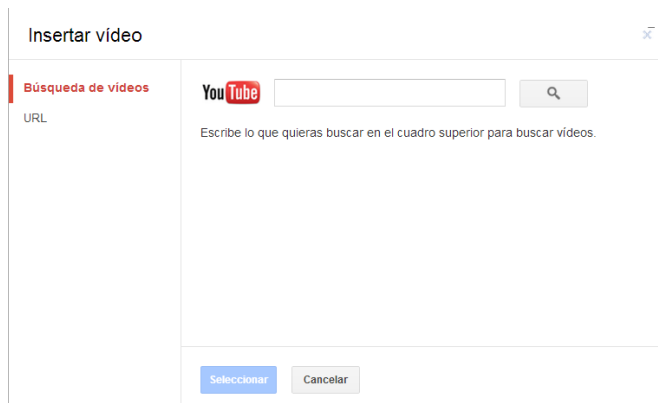 Insertar vídeo
Búsqueda de vídeos
URL
YouTube
Escribe lo que quieras buscar en el cuadro superior para buscar vídeos.
Seleccionar
Cancelar